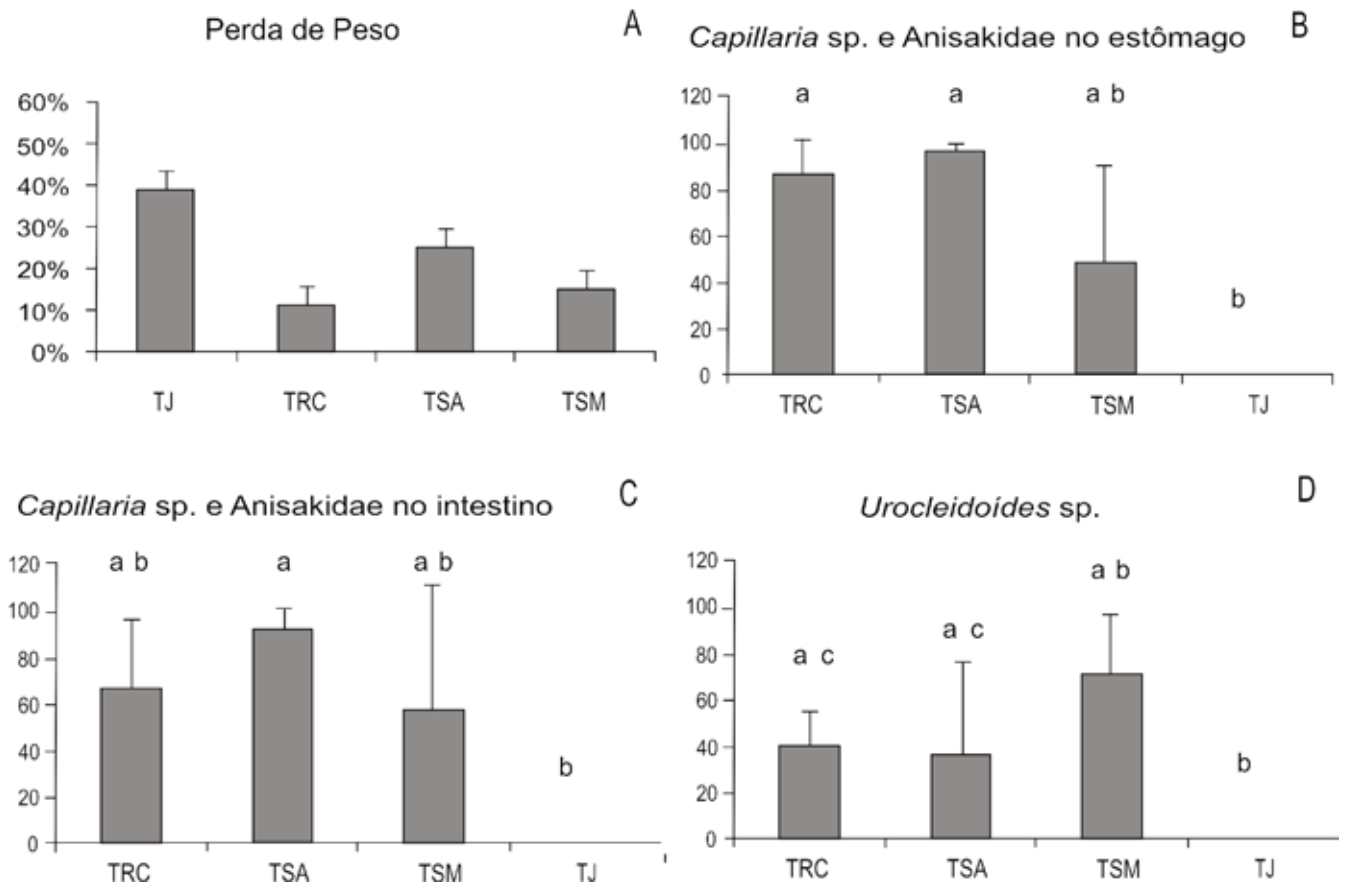 Perda de Peso A
60%
50%
40%
30%
20%
10%
0%
TJ TRC TSA TSM
Capillaria sp. e Anisakidae no estômago B
a a a b
120
100
80
60
40
20
0
b
TRC TSA TSM TJ
Capillaria sp. e Anisakidae no intestino C
a b a a b
120
100
80
60
40
20
0
b
TRC TSA TSM TJ
Urocleidoídes sp. D
120
100
80
60
40
20
0
a c a c a b
b
TRC TSA TSM TJ